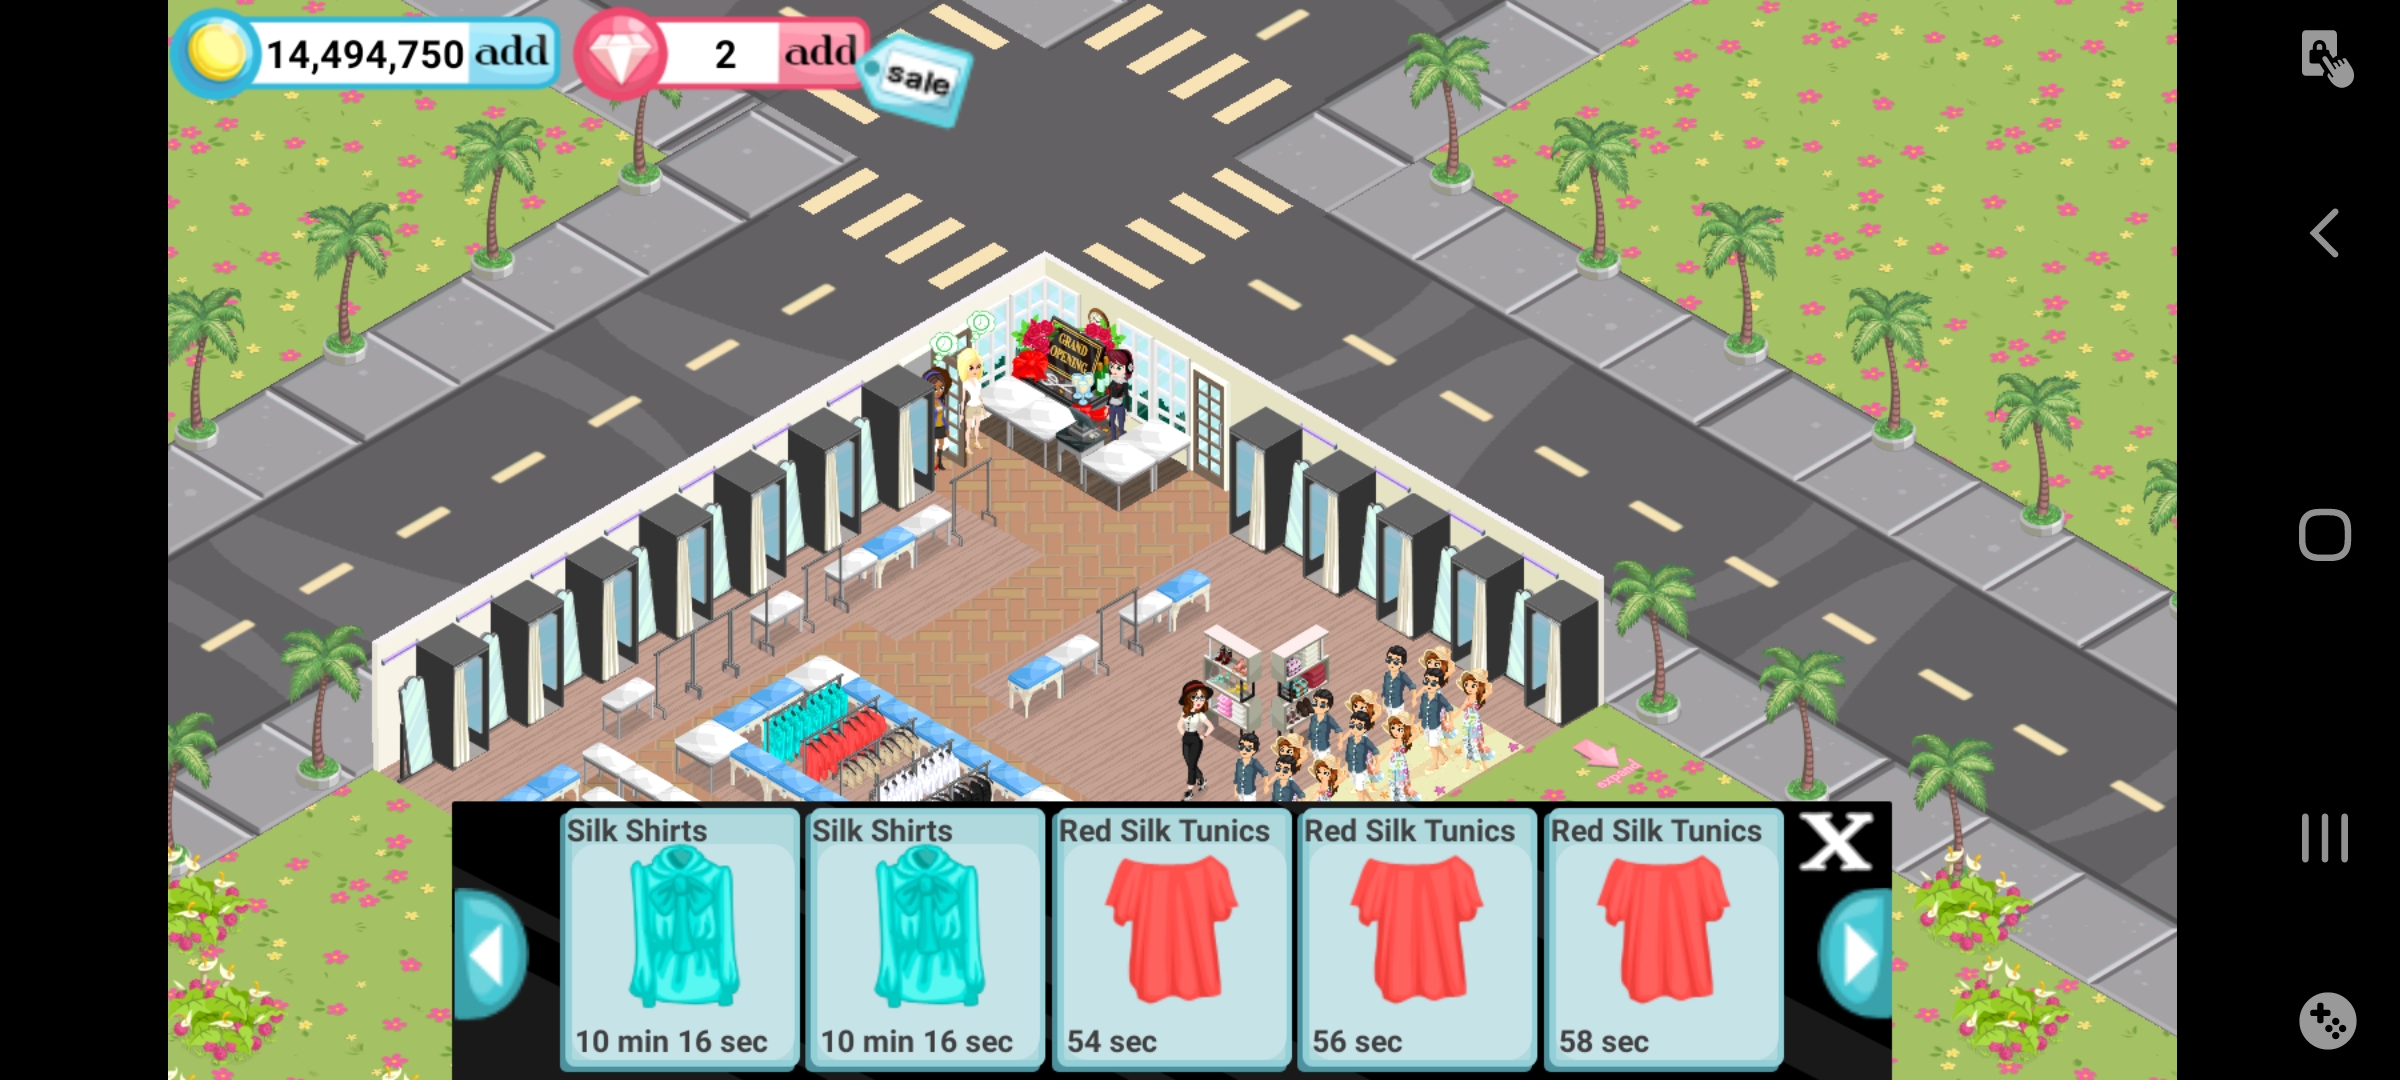 14,494,750 add
2 add
sale
GRAND
OPENING
expand
Silk Shirts
10 min 16 sec
Silk Shirts
10 min 16 sec
Red Silk Tunics
54 sec
Red Silk Tunics
56 sec
Red Silk Tunics
58 sec
X